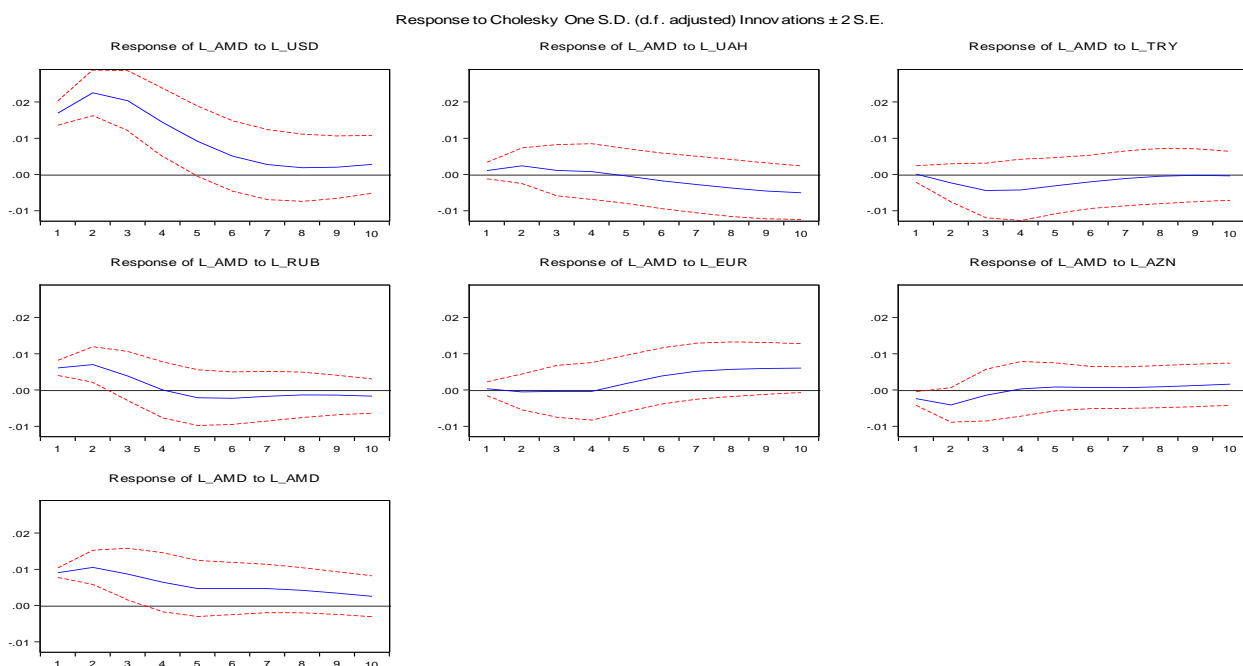 Response to Cholesky One S.D. (d.f. adjusted) Innovations ± 2 S.E.
Response of L_AMD to L_USD
.02
.01
.00
-.01
1 2 3 4 5 6 7 8 9 10
Response of L_AMD to L_UAH
.02
.01
.00
-.01
1 2 3 4 5 6 7 8 9 10
Response of L_AMD to L_TRY
.02
.01
.00
-.01
1 2 3 4 5 6 7 8 9 10
Response of L_AMD to L_RUB
.02
.01
.00
-.01
1 2 3 4 5 6 7 8 9 10
Response of L_AMD to L_EUR
.02
.01
.00
-.01
1 2 3 4 5 6 7 8 9 10
Response of L_AMD to L_AZN
.02
.01
.00
-.01
1 2 3 4 5 6 7 8 9 10
Response of L_AMD to L_AMD
.02
.01
.00
-.01
1 2 3 4 5 6 7 8 9 10